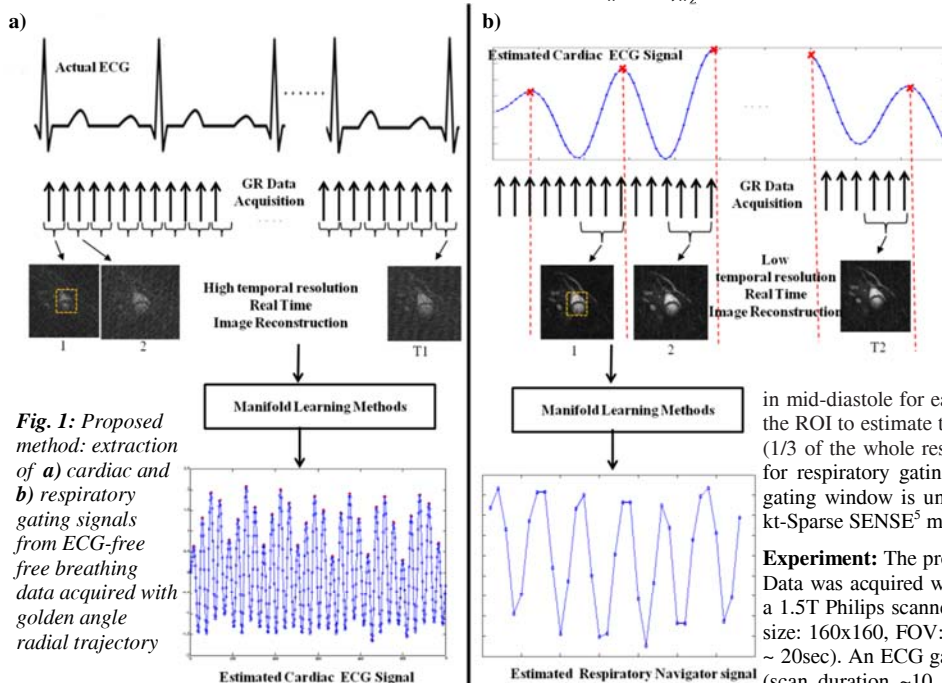 a)
Actual ECG
GR Data
Acquisition
1
2
High temporal resolution
Real Time
Image Reconstruction
T1
Manifold Learning Methods
Fig. 1: Proposed
method: extraction
of a) cardiac and
b) respiratory
gating signals
from ECG-free
free breathing
data acquired with
golden angle
radial trajectory
Estimated Cardiac ECG Signal
b)
Estimated Cardiac ECG Signal
GR Data
Acquisition
Low
temporal resolution
Real Time
Image Reconstruction
1
2
T2
Manifold Learning Methods
Estimated Respiratory Navigator signal
in mid-diastole for ea
the ROI to estimate t
(1/3 of the whole res
for respiratory gatin
gating window is un
kt-Sparse SENSE⁵ m
Experiment: The pro
Data was acquired w
a 1.5T Philips scanne
size: 160x160, FOV:
~ 20sec). An ECG ga
(scan duration ~10